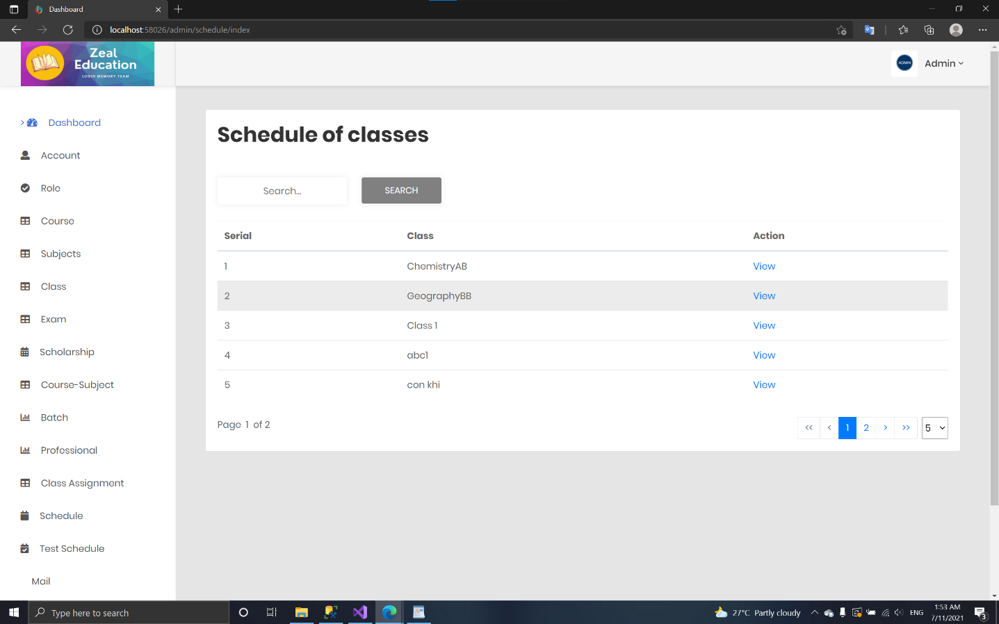 Dashboard
localhost:58026/admin/schedule/index
Zeal
Education
LOGIN MEMORY TEAM
ADMIN
Admin
> Dashboard
Account
Role
Course
Subjects
Class
Exam
Scholarship
Course-Subject
Batch
Professional
Class Assignment
Schedule
Test Schedule
Mail
Schedule of classes
Search...
SEARCH
Serial Class Action
1 ChemistryAB View
2 GeographyBB View
3 Class 1 View
4 abc1 View
5 con khi View
Page 1 of 2
<< < 1 2 > >> 5
Type here to search
27°C Partly cloudy
ENG
1:53 AM
7/11/2021
3